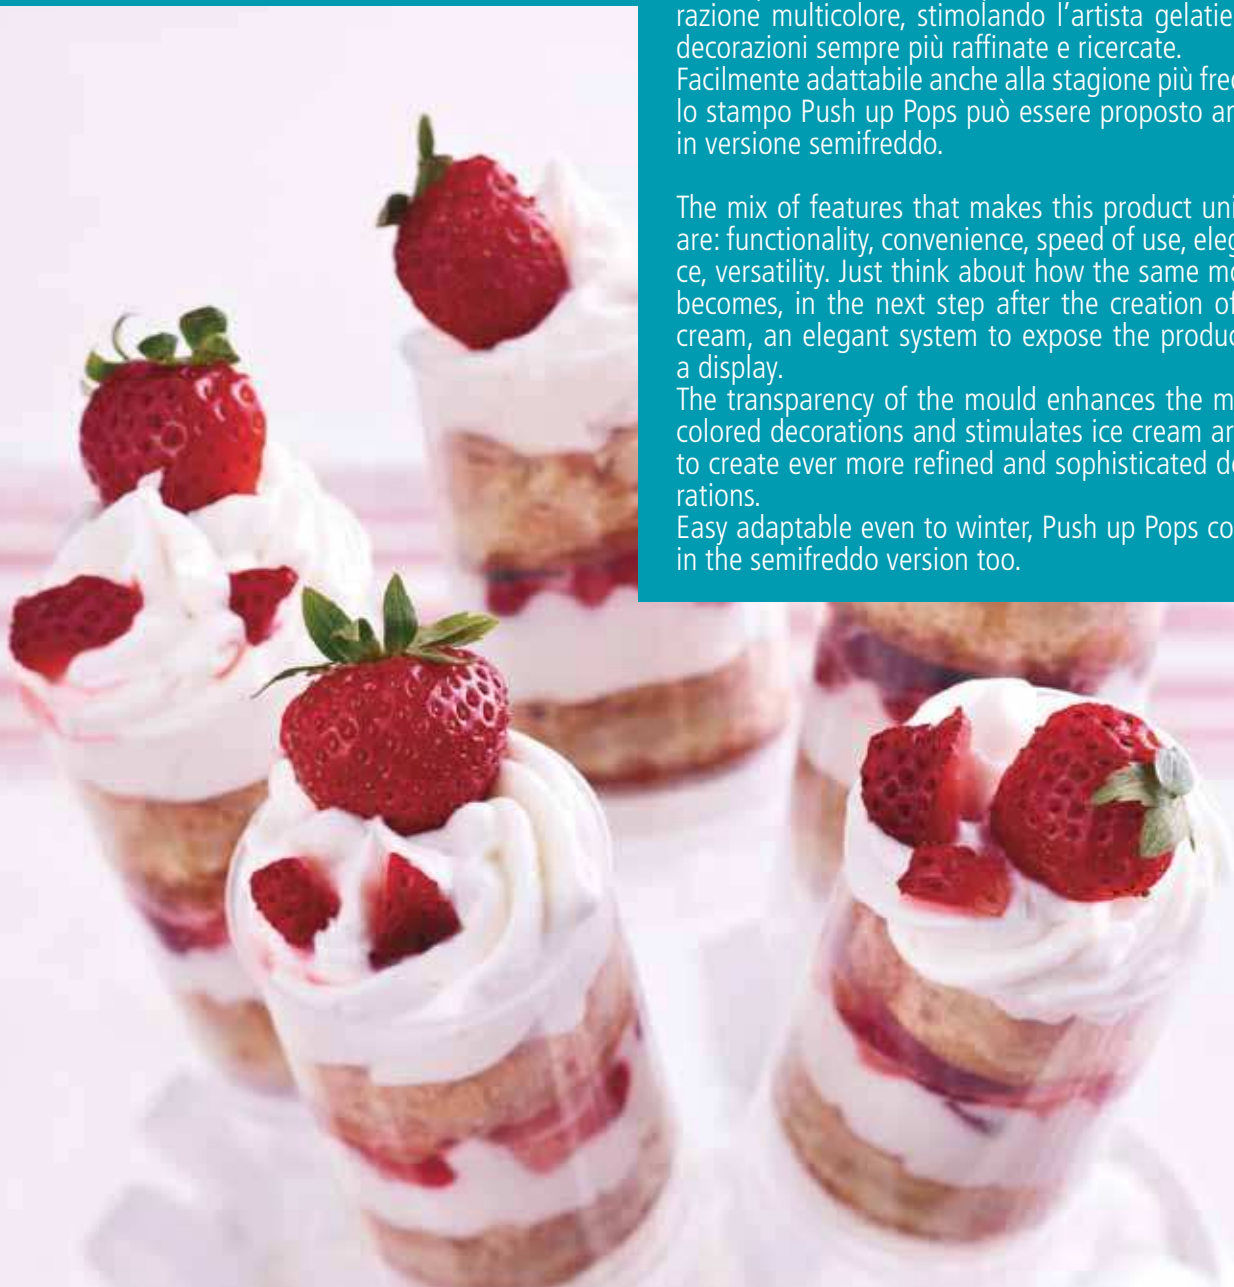 razione multicolore, stimolando l'artista gelatie
decorazioni sempre più raffinate e ricercate.
Facilmente adattabile anche alla stagione più fre
lo stampo Push up Pops può essere proposto an
in versione semifreddo.
The mix of features that makes this product uni
are: functionality, convenience, speed of use, eleg
ce, versatility. Just think about how the same mo
becomes, in the next step after the creation of
cream, an elegant system to expose the produc
a display.
The transparency of the mould enhances the m
colored decorations and stimulates ice cream ar
to create ever more refined and sophisticated de
rations.
Easy adaptable even to winter, Push up Pops co
in the semifreddo version too.